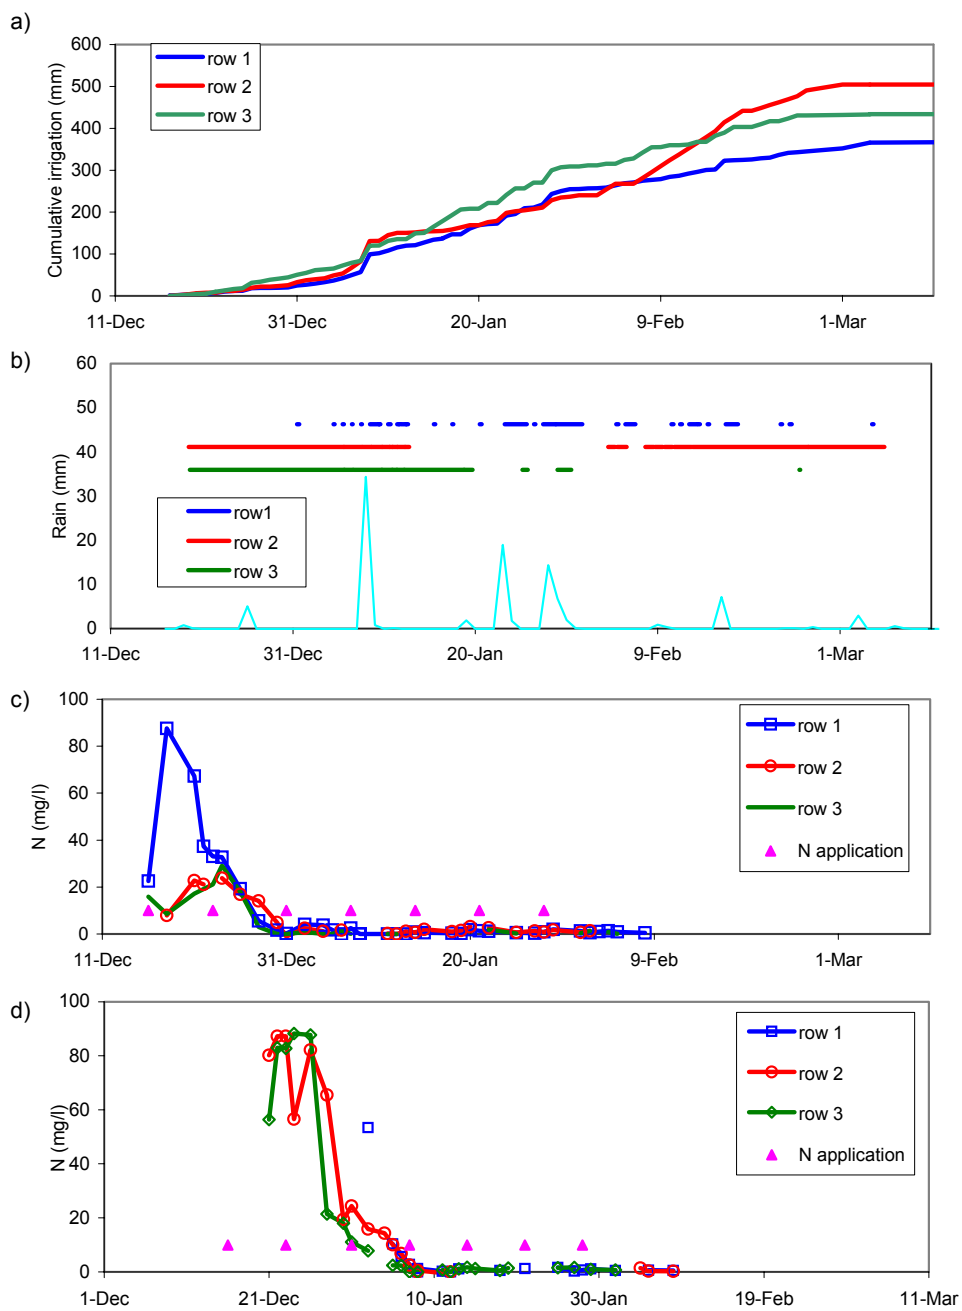 a)
600
500
400
300
200
100
0
Cumulative irrigation (mm)
row 1
row 2
row 3
11-Dec 31-Dec 20-Jan 9-Feb 1-Mar
b)
60
50
40
30
20
10
0
Rain (mm)
row1
row 2
row 3
11-Dec 31-Dec 20-Jan 9-Feb 1-Mar
c)
100
80
60
40
20
0
N (mg/l)
row 1
row 2
row 3
N application
11-Dec 31-Dec 20-Jan 9-Feb 1-Mar
d)
100
80
60
40
20
0
N (mg/l)
row 1
row 2
row 3
N application
1-Dec 21-Dec 10-Jan 30-Jan 19-Feb 11-Mar